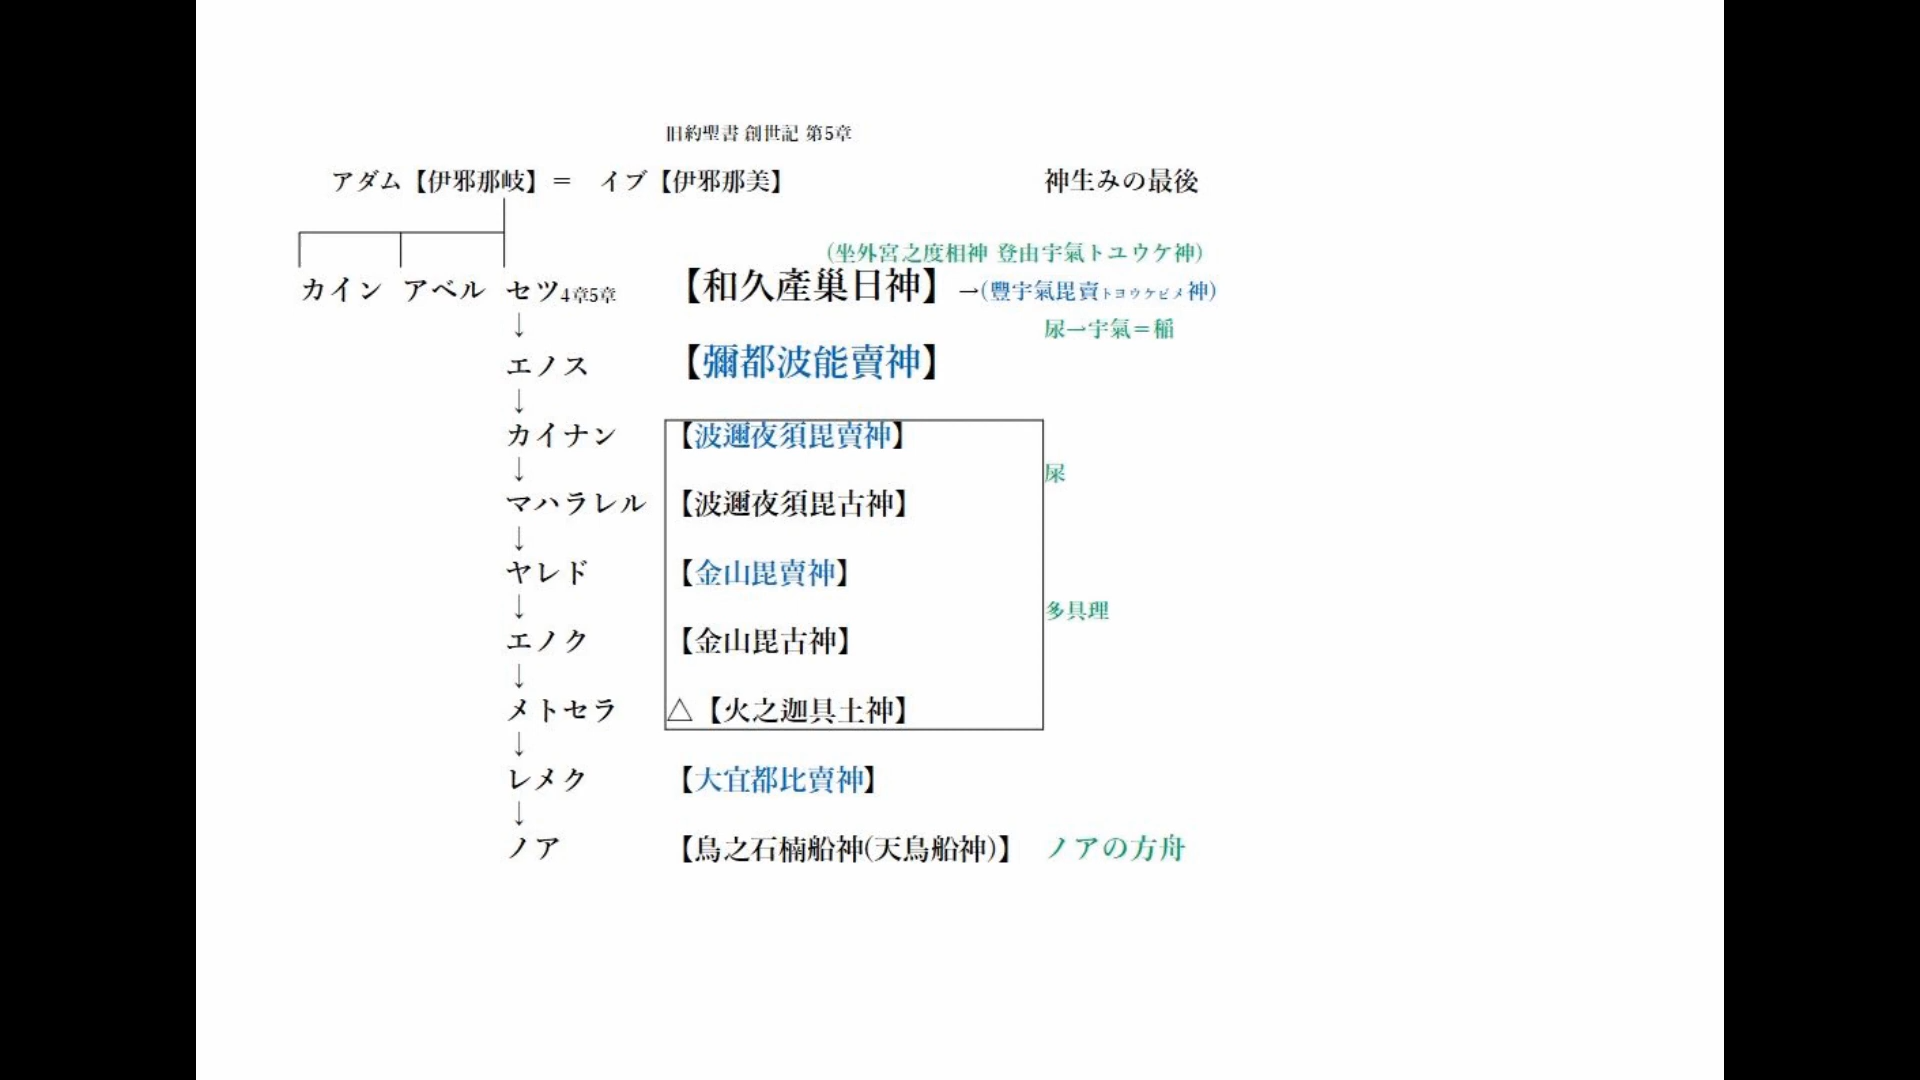 旧約聖書 創世記 第5章
アダム【伊邪那岐】＝ イブ【伊邪那美】 神生みの最後
(坐外宮之度相神 登由宇氣トユウケ神)
カイン アベル セツ4章5章 【和久產巢日神】→(豐宇氣毘賣トヨウケビメ神)
↓ 尿→宇氣＝稲
エノス 【彌都波能賣神】
↓
カイナン 【波邇夜須毘賣神】
↓ 屎
マハラレル 【波邇夜須毘古神】
↓
ヤレド 【金山毘賣神】
↓ 多具理
エノク 【金山毘古神】
↓
メトセラ △【火之迦具土神】
↓
レメク 【大宜都比賣神】
↓
ノア 【鳥之石楠船神(天鳥船神)】 ノアの方舟